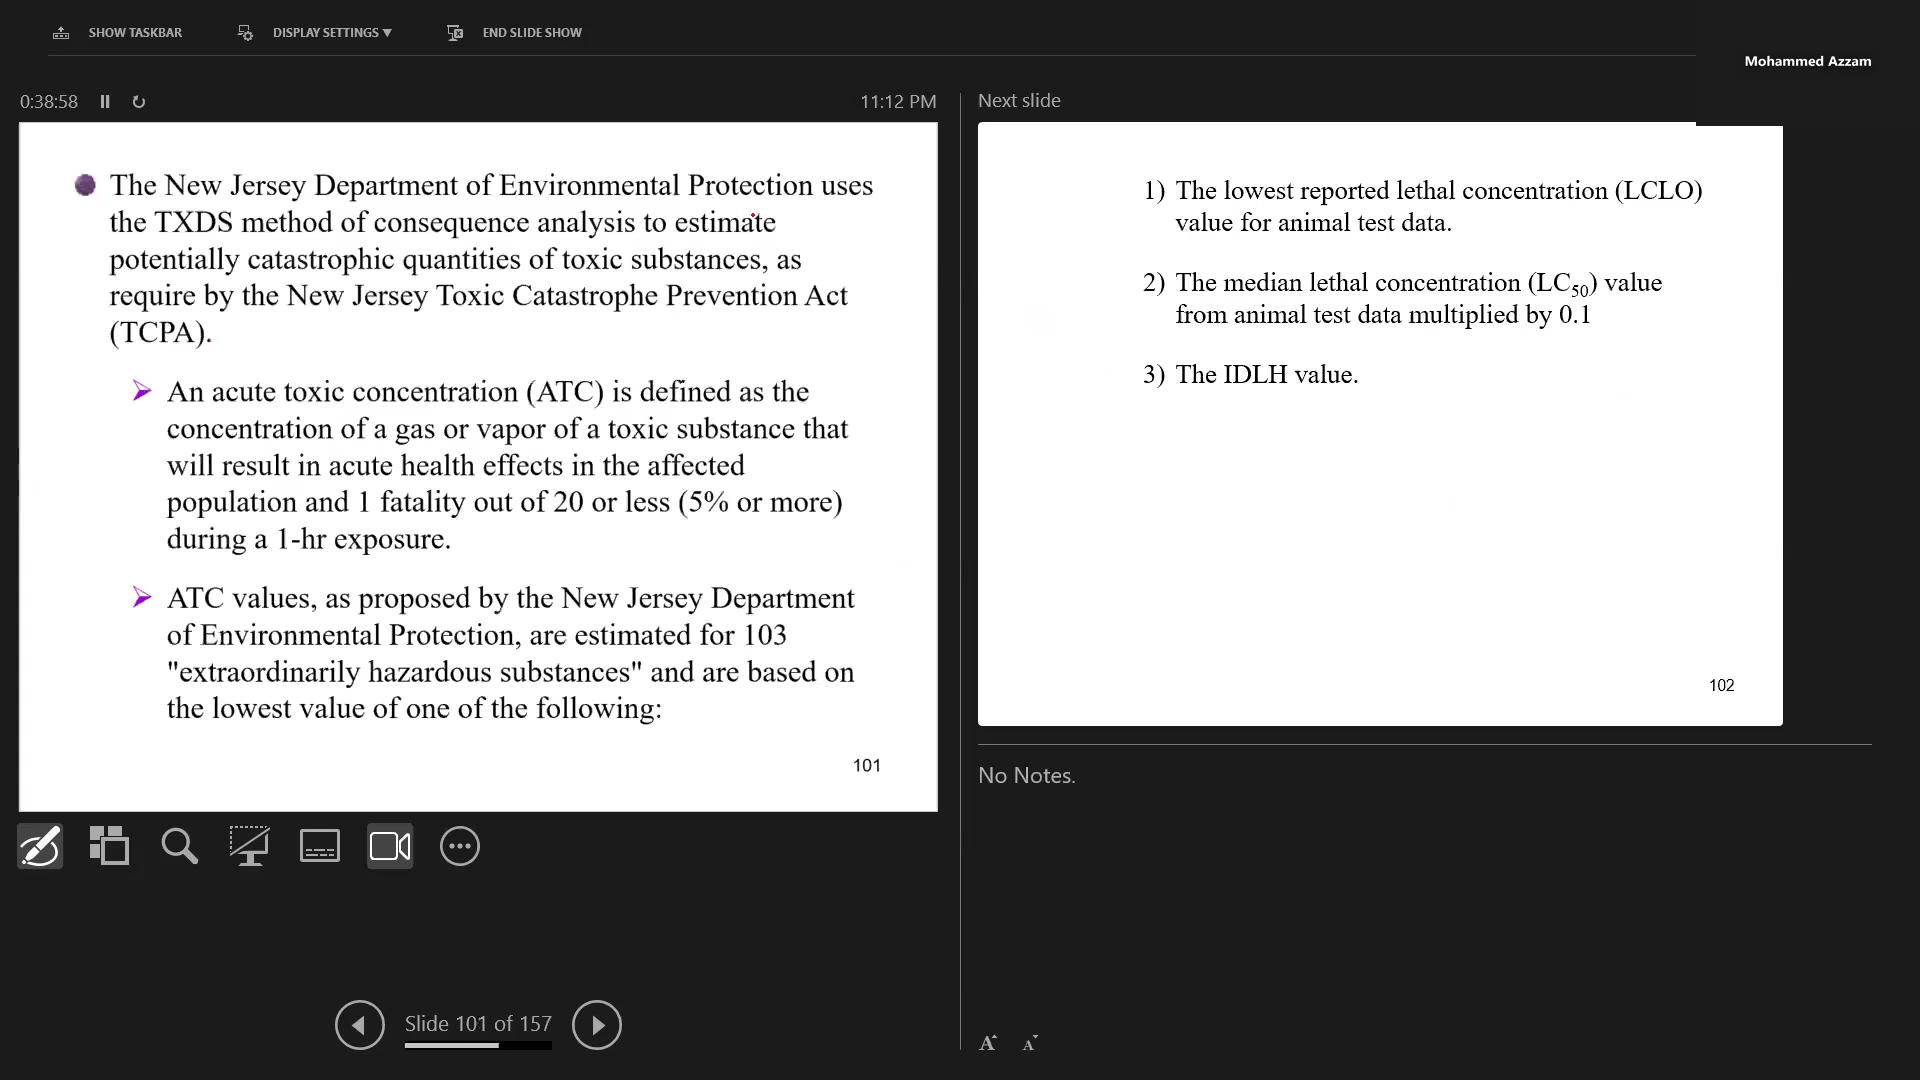 SHOW TASKBAR
DISPLAY SETTINGS ▼
END SLIDE SHOW
Mohammed Azzam
0:38:58
11:12 PM
The New Jersey Department of Environmental Protection uses
the TXDS method of consequence analysis to estimate
potentially catastrophic quantities of toxic substances, as
require by the New Jersey Toxic Catastrophe Prevention Act
(TCPA).
An acute toxic concentration (ATC) is defined as the
concentration of a gas or vapor of a toxic substance that
will result in acute health effects in the affected
population and 1 fatality out of 20 or less (5% or more)
during a 1-hr exposure.
ATC values, as proposed by the New Jersey Department
of Environmental Protection, are estimated for 103
"extraordinarily hazardous substances" and are based on
the lowest value of one of the following:
101
Slide 101 of 157
Next slide
1) The lowest reported lethal concentration (LCLO)
value for animal test data.
2) The median lethal concentration (LC50) value
from animal test data multiplied by 0.1
3) The IDLH value.
102
No Notes.
A A